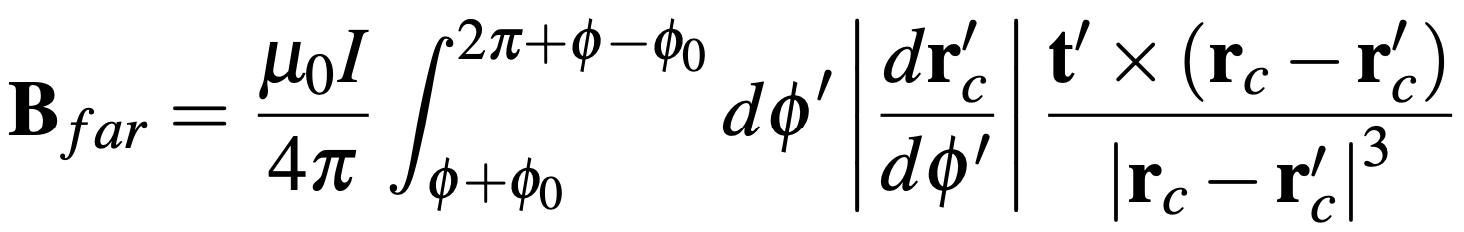 $$\mathbf{B}_{far} = \frac{\mu_0 I}{4\pi} \int_{\phi+\phi_0}^{2\pi+\phi-\phi_0} d\phi' \left| \frac{d\mathbf{r}'_c}{d\phi'} \right| \frac{\mathbf{t}' \times (\mathbf{r}_c - \mathbf{r}'_c)}{|\mathbf{r}_c - \mathbf{r}'_c|^3}$$